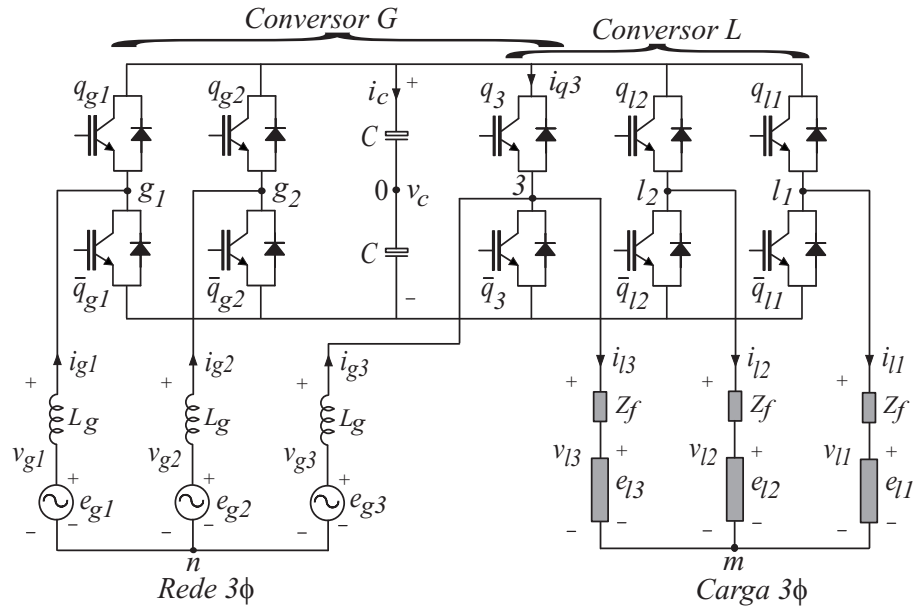 Conversor G
Conversor L
q_g1 q_g2 i_c + q_3 i_q3 q_l2 q_l1
C
g_1 g_2 0 v_c 3 l_2 l_1
C
q̅_g1 q̅_g2 − q̅_3 q̅_l2 q̅_l1
i_g1 i_g2 i_g3 i_l3 i_l2 i_l1
+ + + + + +
L_g L_g L_g Z_f Z_f Z_f
v_g1 v_g2 v_g3 v_l3 v_l2 v_l1
+ + + + + +
e_g1 e_g2 e_g3 e_l3 e_l2 e_l1
− − − − − − − − − − − −
n m
Rede 3ϕ Carga 3ϕ